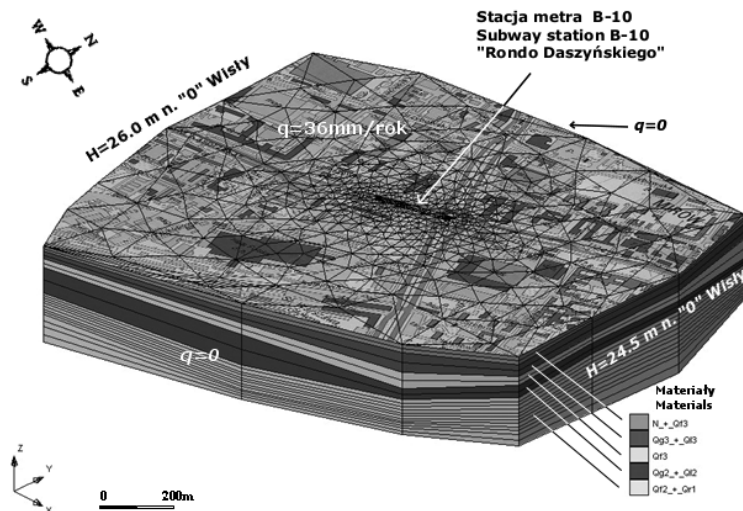 Stacja metra B-10
Subway station B-10
"Rondo Daszyńskiego"
W
N
S
E
H=26.0 m n. "0" Wisły
q=36mm/rok
q=0
H=24.5 m n. "0" Wisły
q=0
Materiały
Materials
N_+_Qf3
Qg3_+_Ql3
Qf3
Qg2_+_Ql2
Qf2_+_Qr1
Z
Y
0
200m